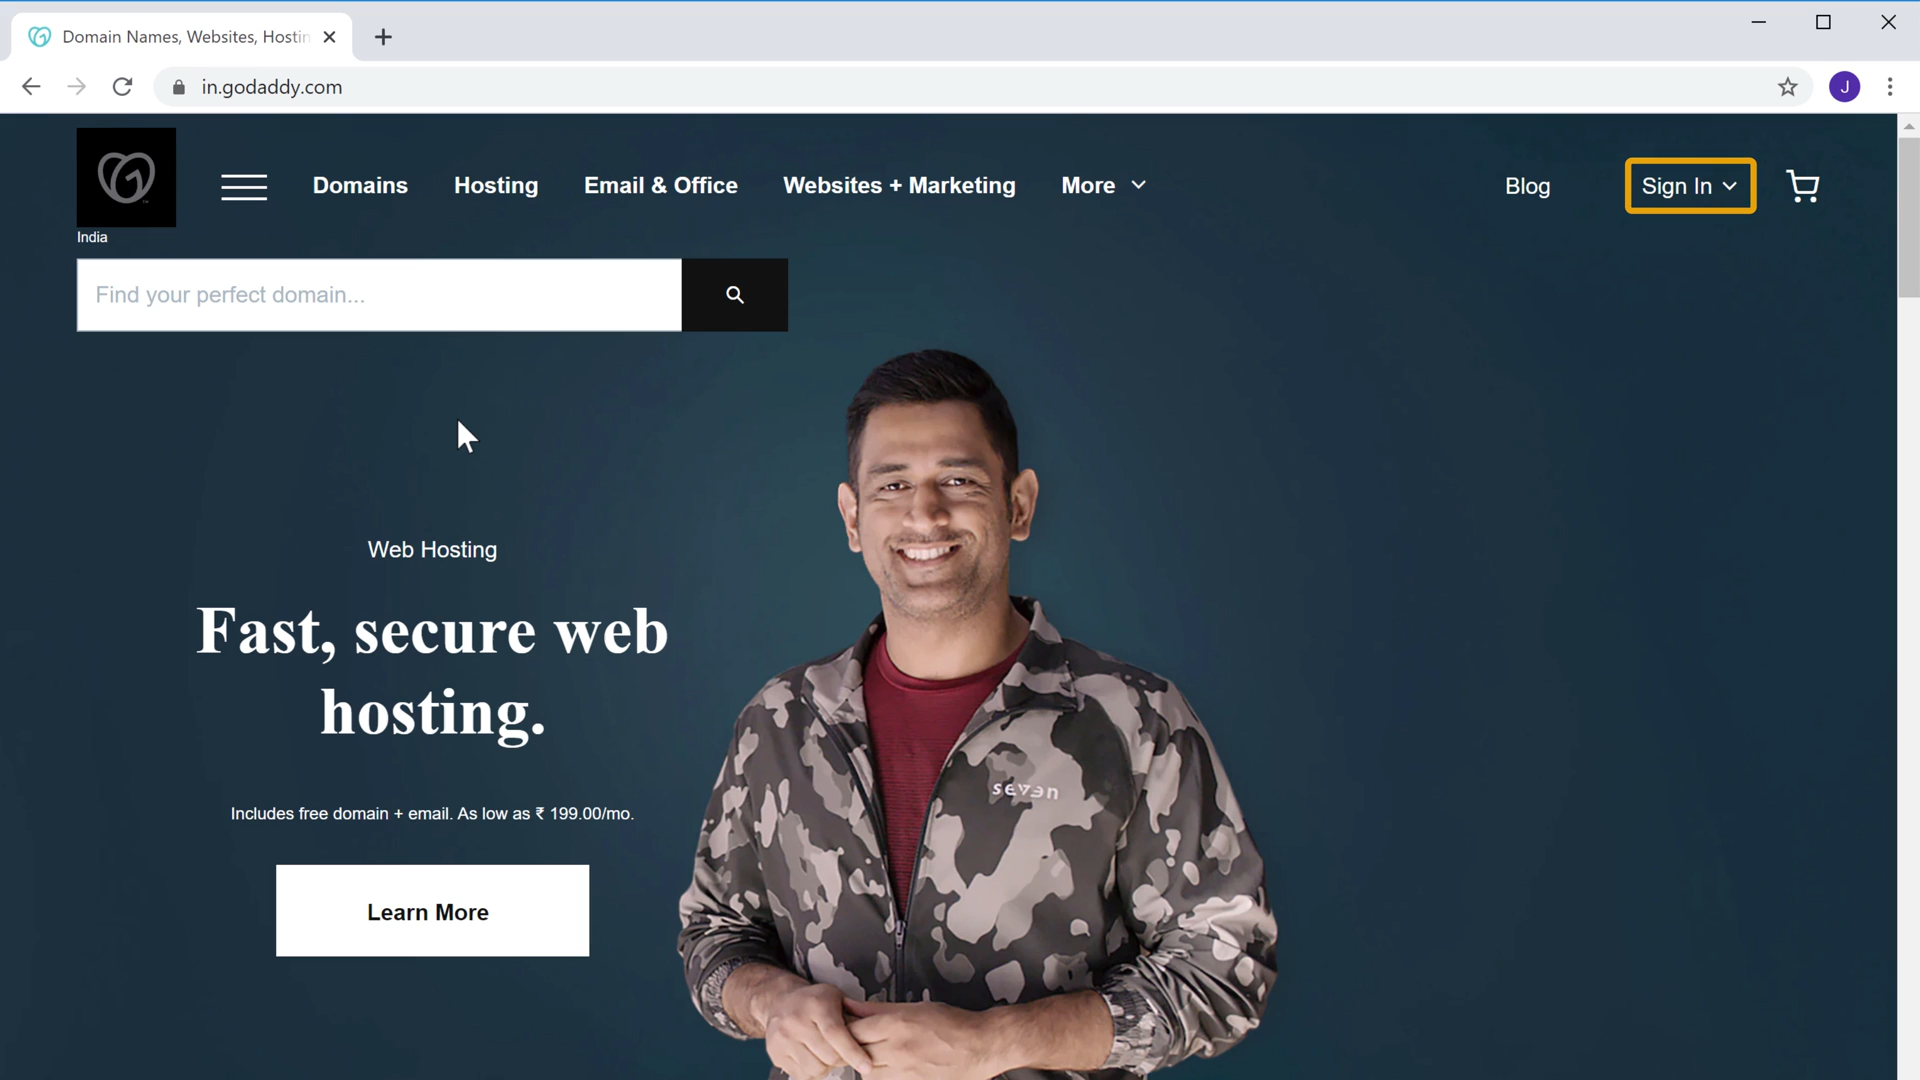 Domain Names, Websites, Hostin
in.godaddy.com
J
Domains
Hosting
Email & Office
Websites + Marketing
More
Blog
Sign In
India
Find your perfect domain...
Web Hosting
Fast, secure web
hosting.
seven
Includes free domain + email. As low as ₹ 199.00/mo.
Learn More